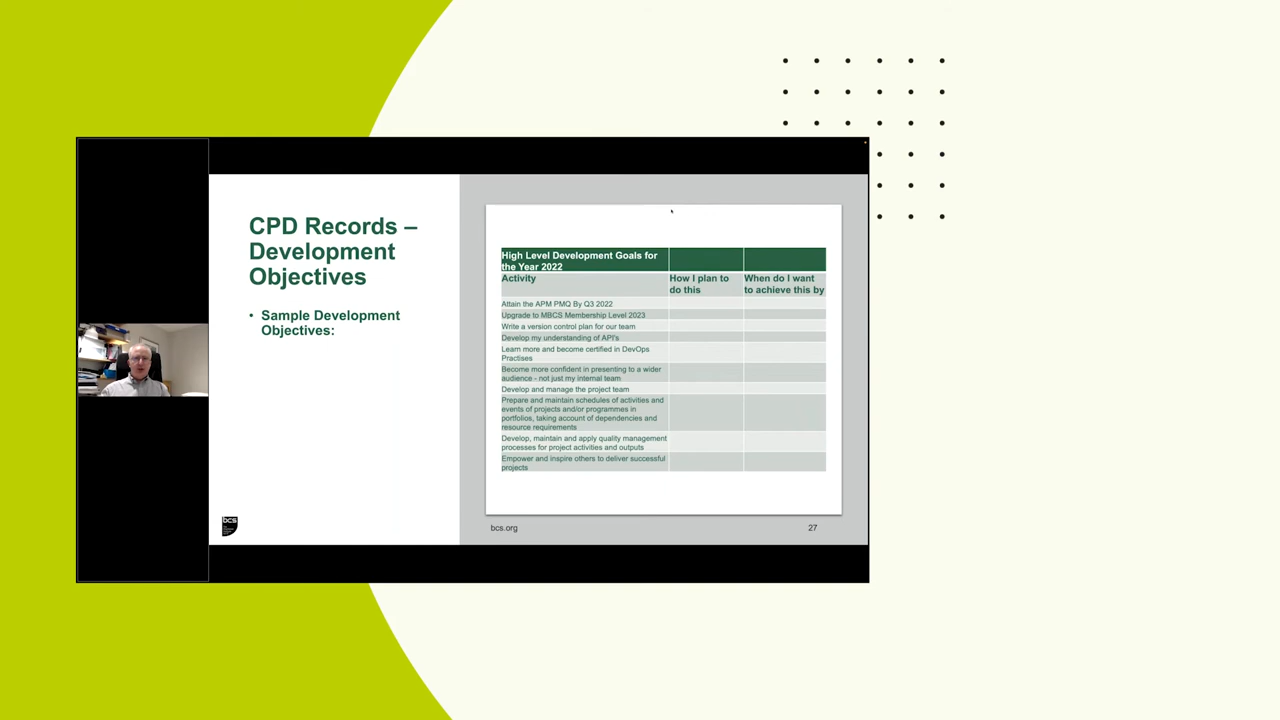 CPD Records –
Development
Objectives
• Sample Development
Objectives:
High Level Development Goals for
the Year 2022
Activity
How I plan to
do this
When do I want
to achieve this by
Attain the APM PMQ By Q3 2022
Upgrade to MBCS Membership Level 2023
Write a version control plan for our team
Develop my understanding of API's
Learn more and become certified in DevOps
Practises
Become more confident in presenting to a wider
audience - not just my internal team
Develop and manage the project team
Prepare and maintain schedules of activities and
events of projects and/or programmes in
portfolios, taking account of dependencies and
resource requirements
Develop, maintain and apply quality management
processes for project activities and outputs
Empower and inspire others to deliver successful
projects
bcs
bcs.org
27